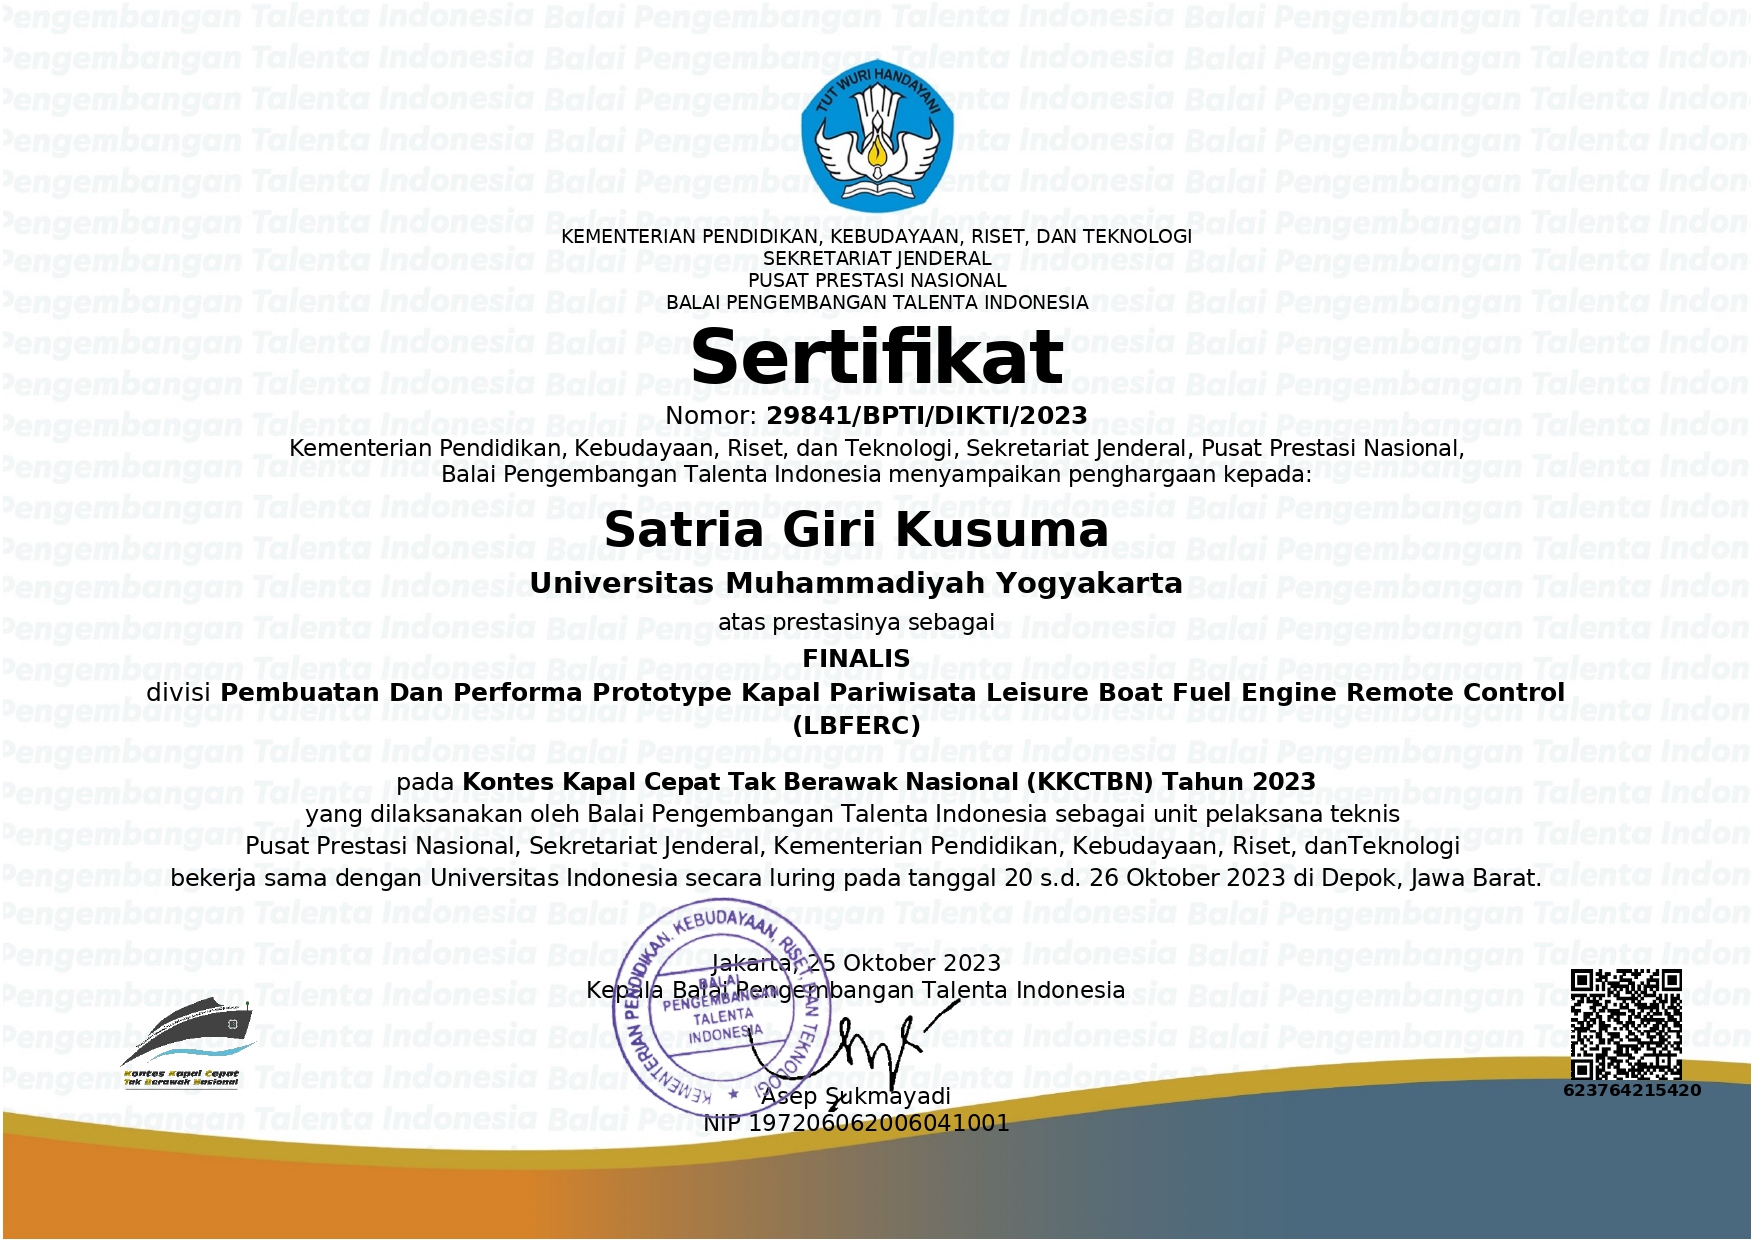 TUT WURI HANDAYANI
KEMENTERIAN PENDIDIKAN, KEBUDAYAAN, RISET, DAN TEKNOLOGI
SEKRETARIAT JENDERAL
PUSAT PRESTASI NASIONAL
BALAI PENGEMBANGAN TALENTA INDONESIA
Sertifikat
Nomor: 29841/BPTI/DIKTI/2023
Kementerian Pendidikan, Kebudayaan, Riset, dan Teknologi, Sekretariat Jenderal, Pusat Prestasi Nasional,
Balai Pengembangan Talenta Indonesia menyampaikan penghargaan kepada:
Satria Giri Kusuma
Universitas Muhammadiyah Yogyakarta
atas prestasinya sebagai
FINALIS
divisi Pembuatan Dan Performa Prototype Kapal Pariwisata Leisure Boat Fuel Engine Remote Control
(LBFERC)
pada Kontes Kapal Cepat Tak Berawak Nasional (KKCTBN) Tahun 2023
yang dilaksanakan oleh Balai Pengembangan Talenta Indonesia sebagai unit pelaksana teknis
Pusat Prestasi Nasional, Sekretariat Jenderal, Kementerian Pendidikan, Kebudayaan, Riset, danTeknologi
bekerja sama dengan Universitas Indonesia secara luring pada tanggal 20 s.d. 26 Oktober 2023 di Depok, Jawa Barat.
Jakarta, 25 Oktober 2023
Kepala Balai Pengembangan Talenta Indonesia
KEMENTERIAN PENDIDIKAN, KEBUDAYAAN, RISET, DAN TEKNOLOGI
BALAI
PENGEMBANGAN
TALENTA
INDONESIA
Asep Sukmayadi
NIP 197206062006041001
Kontes Kapal Cepat
Tak Berawak Nasional
623764215420
Balai Pengembangan Talenta Indonesia